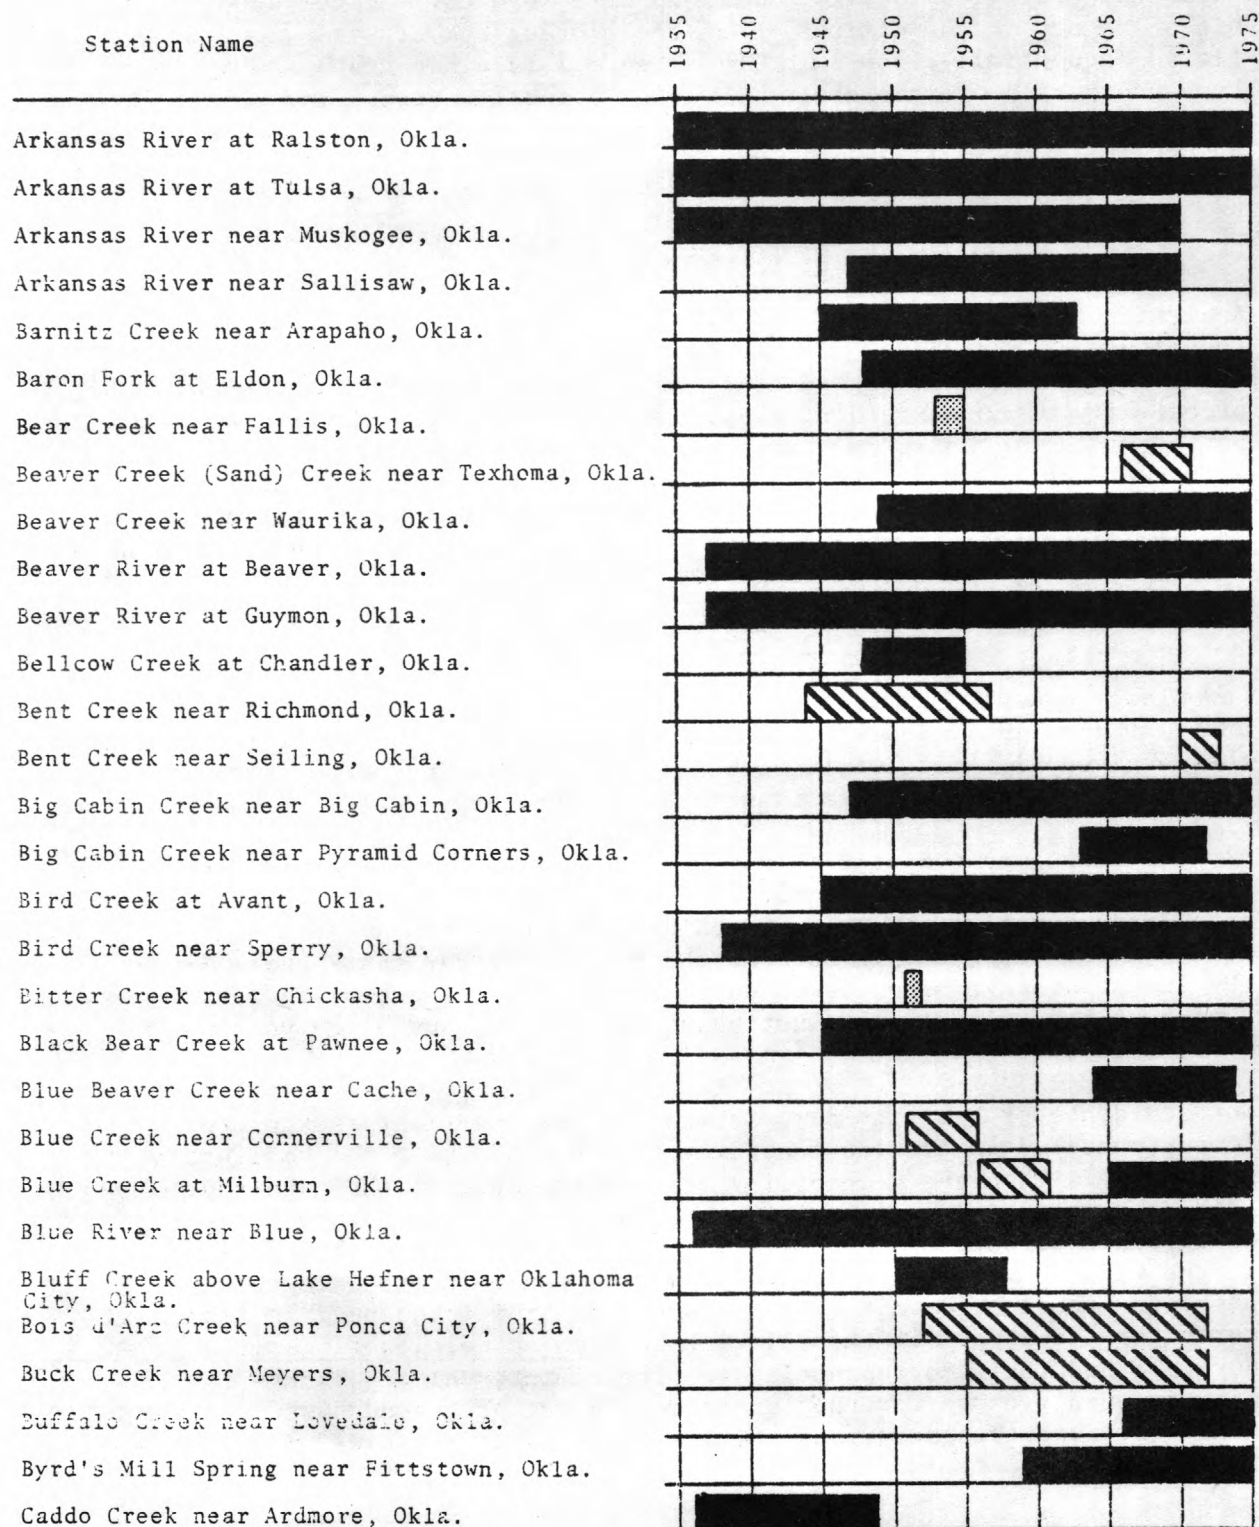 Station Name
1935
1940
1945
1950
1955
1960
1965
1970
1975
Arkansas River at Ralston, Okla.
Arkansas River at Tulsa, Okla.
Arkansas River near Muskogee, Okla.
Arkansas River near Sallisaw, Okla.
Barnitz Creek near Arapaho, Okla.
Baron Fork at Eldon, Okla.
Bear Creek near Fallis, Okla.
Beaver Creek (Sand) Creek near Texhoma, Okla.
Beaver Creek near Waurika, Okla.
Beaver River at Beaver, Okla.
Beaver River at Guymon, Okla.
Bellcow Creek at Chandler, Okla.
Bent Creek near Richmond, Okla.
Bent Creek near Seiling, Okla.
Big Cabin Creek near Big Cabin, Okla.
Big Cabin Creek near Pyramid Corners, Okla.
Bird Creek at Avant, Okla.
Bird Creek near Sperry, Okla.
Bitter Creek near Chickasha, Okla.
Black Bear Creek at Pawnee, Okla.
Blue Beaver Creek near Cache, Okla.
Blue Creek near Connerville, Okla.
Blue Creek at Milburn, Okla.
Blue River near Blue, Okla.
Bluff Creek above Lake Hefner near Oklahoma
City, Okla.
Bois d'Arc Creek near Ponca City, Okla.
Buck Creek near Meyers, Okla.
Buffalo Creek near Lovedale, Okla.
Byrd's Mill Spring near Fittstown, Okla.
Caddo Creek near Ardmore, Okla.